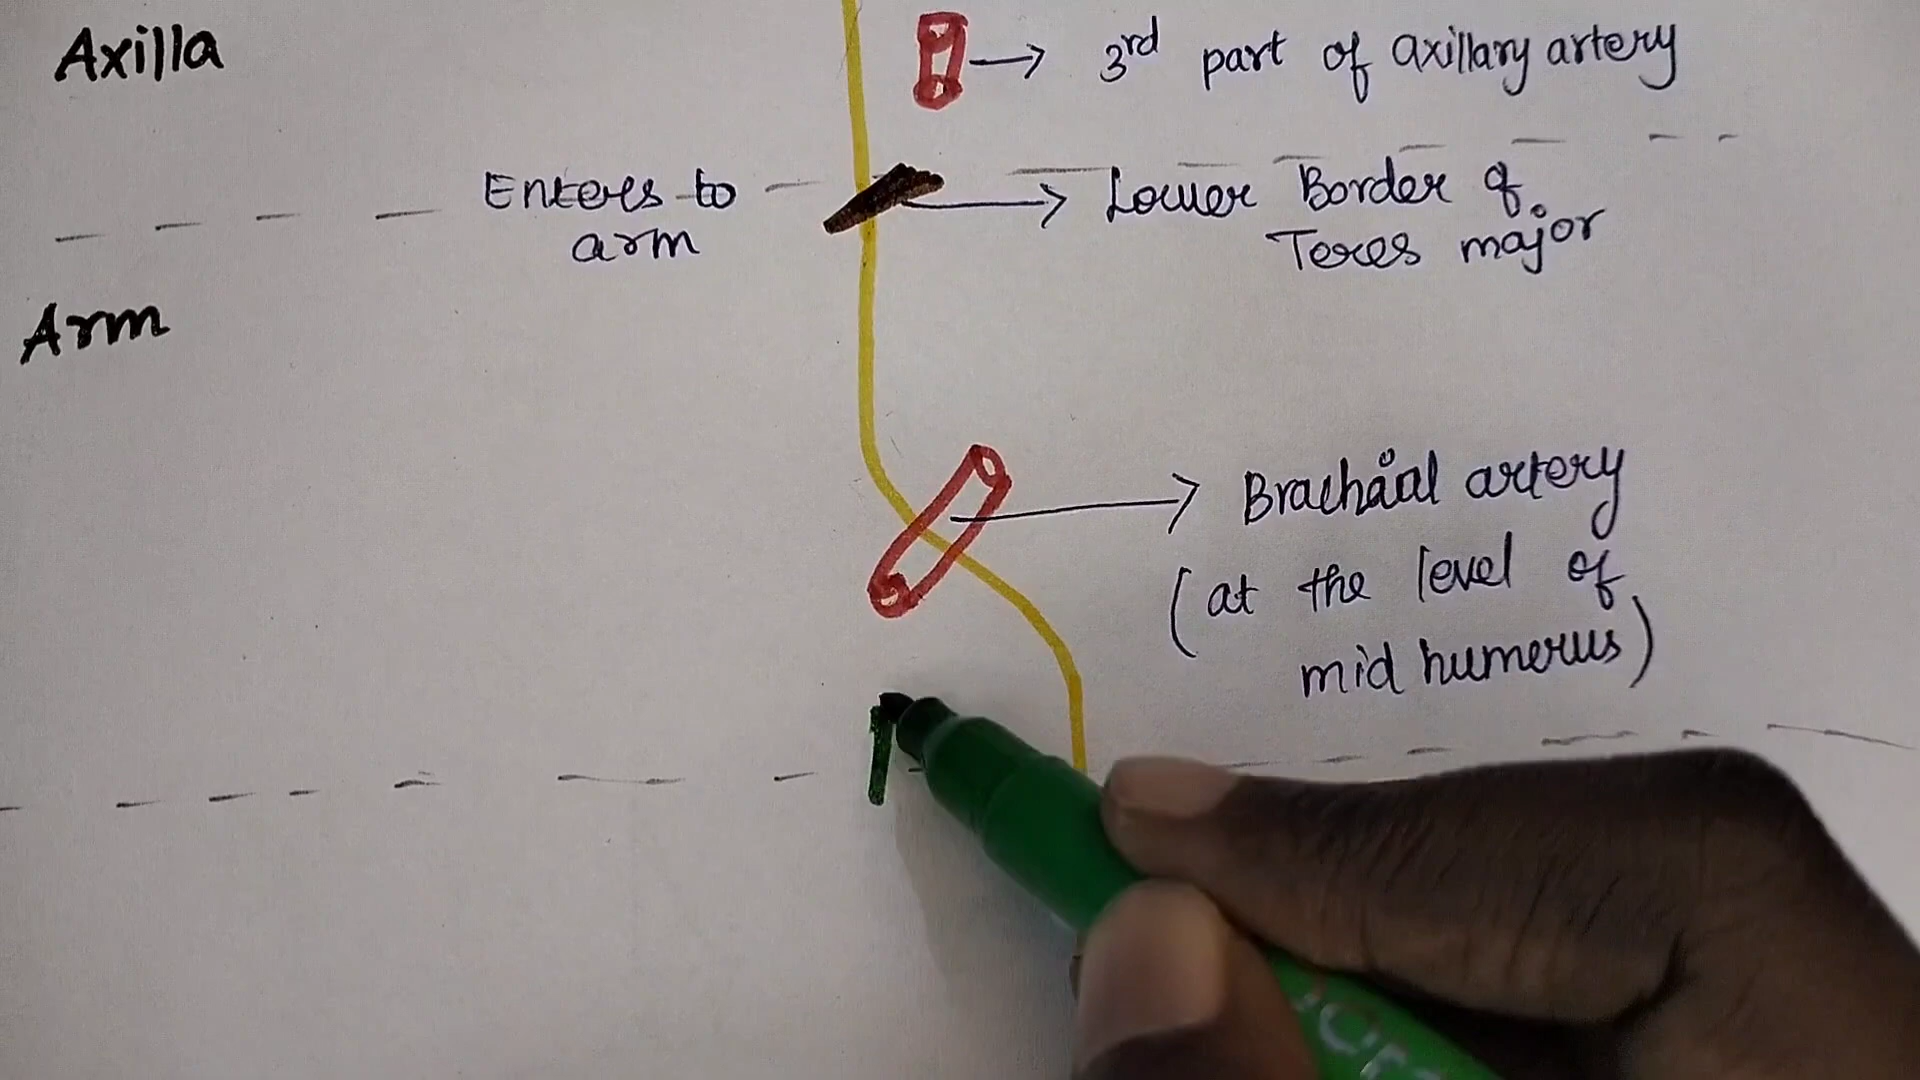 Axilla
3rd part of axillary artery
Enters to
arm
Lower Border of
Teres major
Arm
Brachial artery
(at the level of
mid humerus)